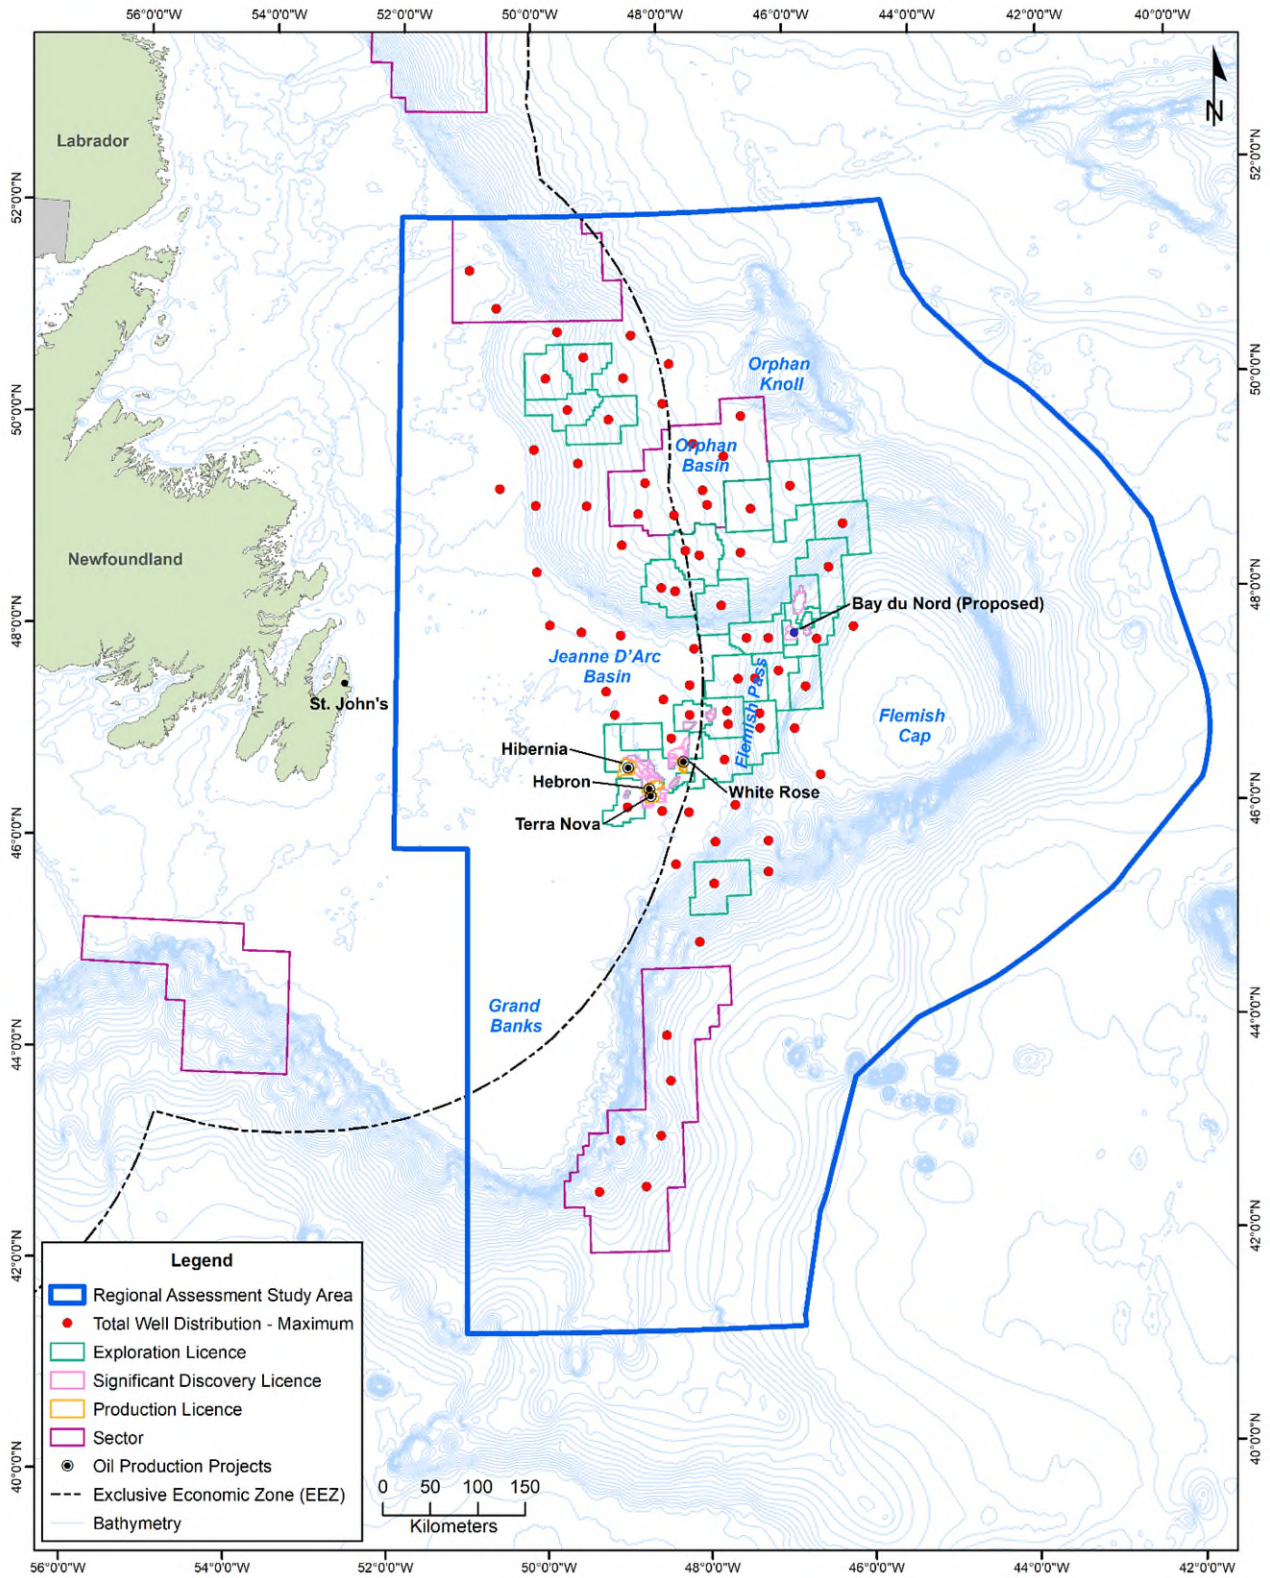 56°0'0"W 54°0'0"W 52°0'0"W 50°0'0"W 48°0'0"W 46°0'0"W 44°0'0"W 42°0'0"W 40°0'0"W
N
Labrador
52°0'0"N
52°0'0"N
Orphan
Knoll
50°0'0"N
50°0'0"N
Orphan
Basin
Newfoundland
48°0'0"N
48°0'0"N
Bay du Nord (Proposed)
Jeanne D'Arc
Basin
Flemish Pass
St. John's
Flemish
Cap
Hibernia
Hebron
White Rose
Terra Nova
46°0'0"N
46°0'0"N
Grand
Banks
44°0'0"N
44°0'0"N
42°0'0"N
42°0'0"N
Legend
Regional Assessment Study Area
Total Well Distribution - Maximum
Exploration Licence
Significant Discovery Licence
Production Licence
Sector
Oil Production Projects
Exclusive Economic Zone (EEZ)
Bathymetry
0 50 100 150
Kilometers
40°0'0"N
40°0'0"N
56°0'0"W 54°0'0"W 52°0'0"W 50°0'0"W 48°0'0"W 46°0'0"W 44°0'0"W 42°0'0"W